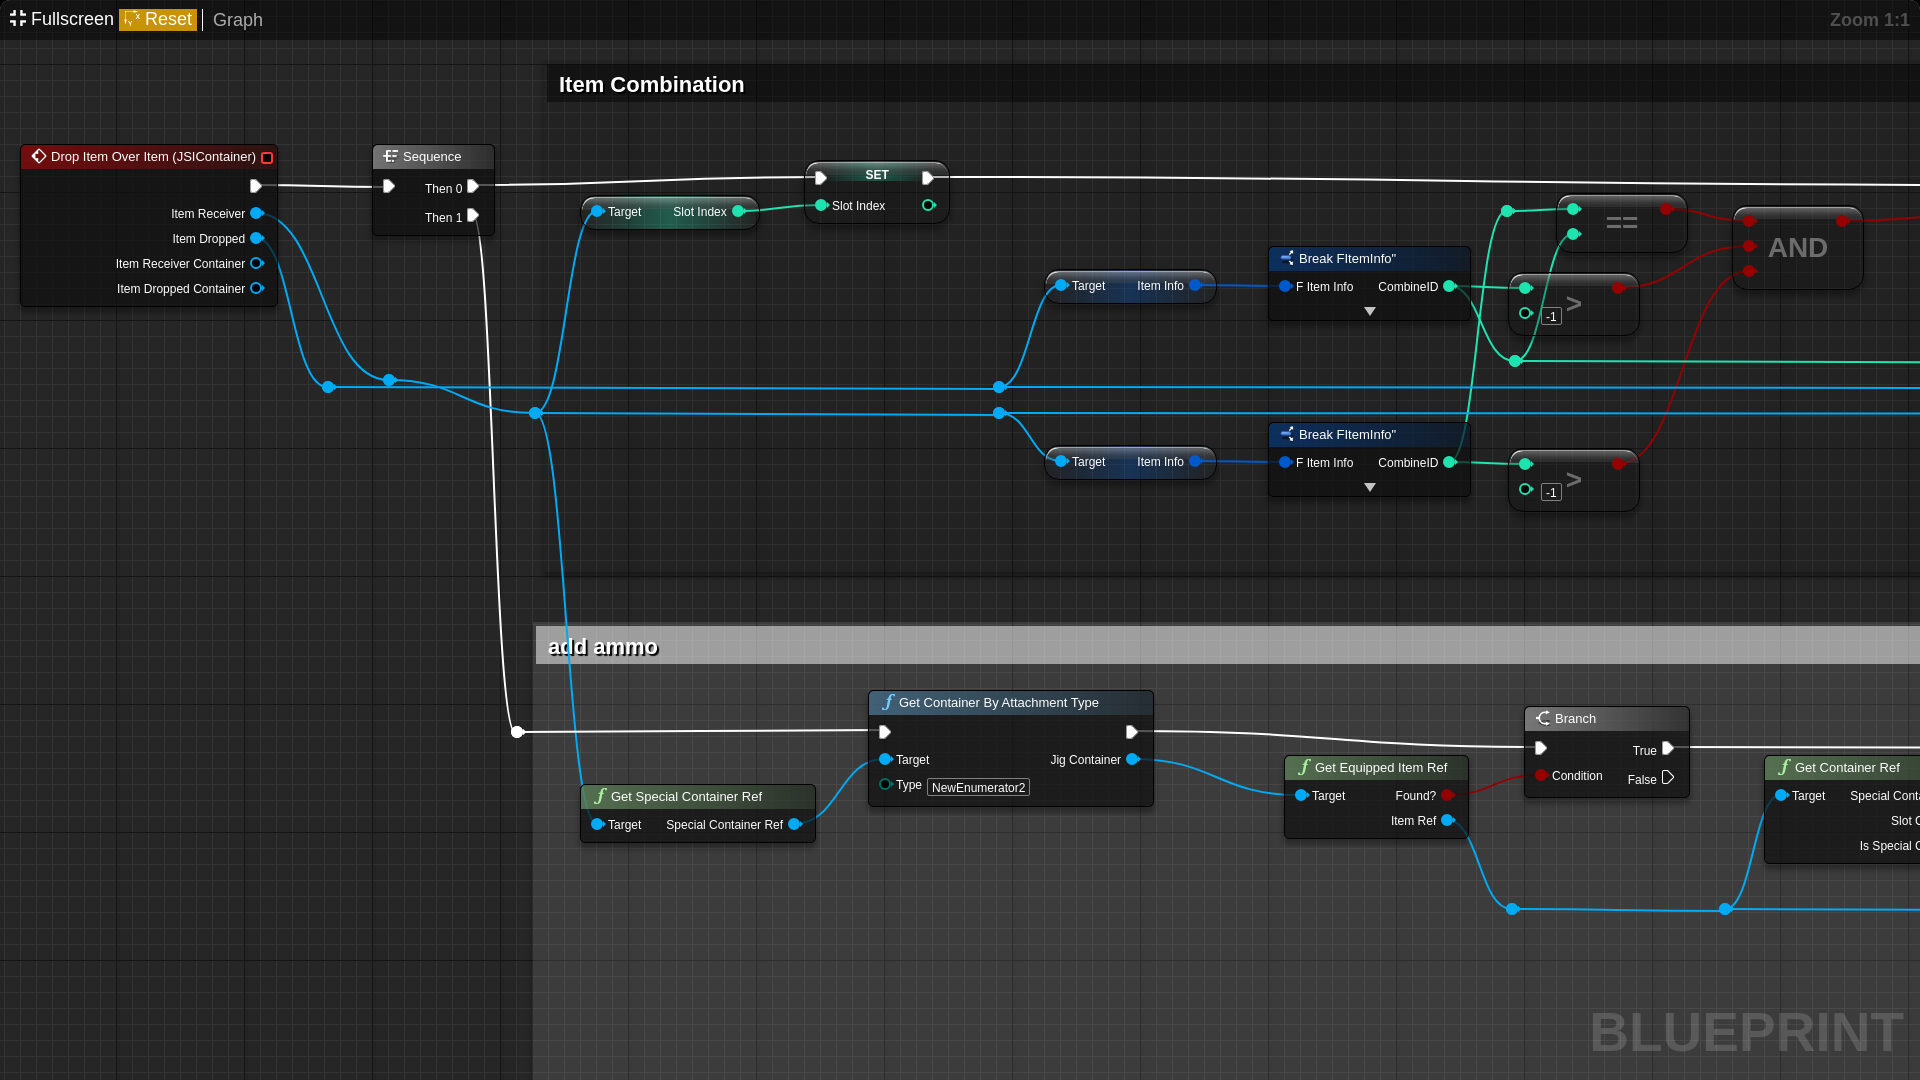 Fullscreen Reset Graph
Zoom 1:1
Item Combination
Drop Item Over Item (JSIContainer)
Item Receiver
Item Dropped
Item Receiver Container
Item Dropped Container
Sequence
Then 0
Then 1
Target Slot Index
SET
Slot Index
Target Item Info
Break FItemInfo"
F Item Info CombineID
==
AND
-1 >
Target Item Info
Break FItemInfo"
F Item Info CombineID
-1 >
add ammo
Get Container By Attachment Type
Target Jig Container
Type NewEnumerator2
Get Special Container Ref
Target Special Container Ref
Get Equipped Item Ref
Target Found?
Item Ref
Branch
True
Condition False
Get Container Ref
Target Special Conta
Slot C
Is Special C
BLUEPRINT